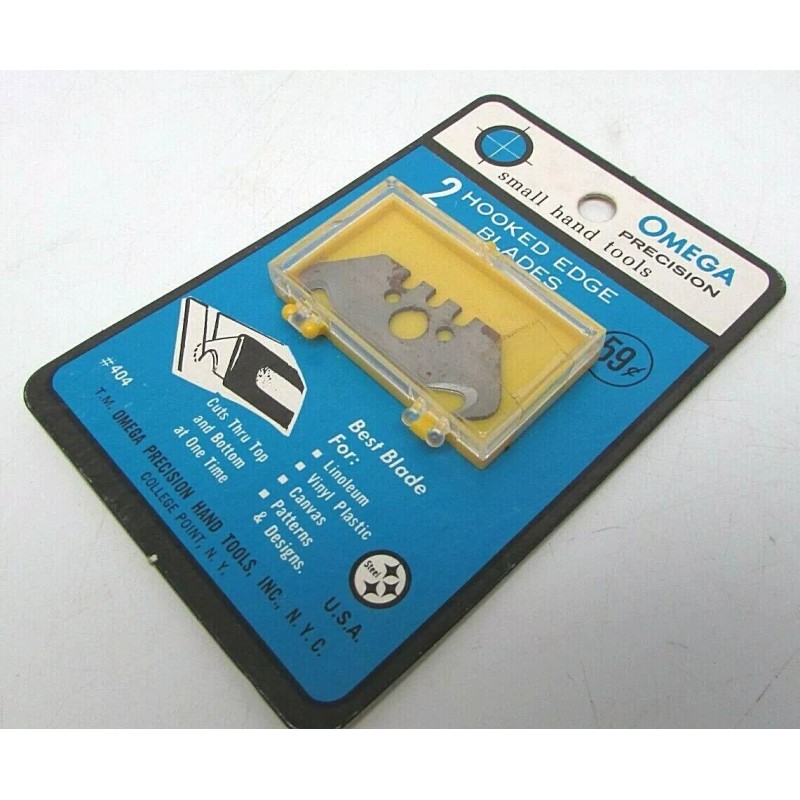 OMEGA
PRECISION
small hand tools
2 HOOKED EDGE
BLADES
59¢
Cuts Thru Top
and Bottom
at One Time
#404
Best Blade
For:
▪ Linoleum
▪ Vinyl Plastic
▪ Canvas
▪ Patterns
& Designs.
Steel
U.S.A.
T.M. OMEGA PRECISION HAND TOOLS, INC., N.Y.C.
COLLEGE POINT, N.Y.